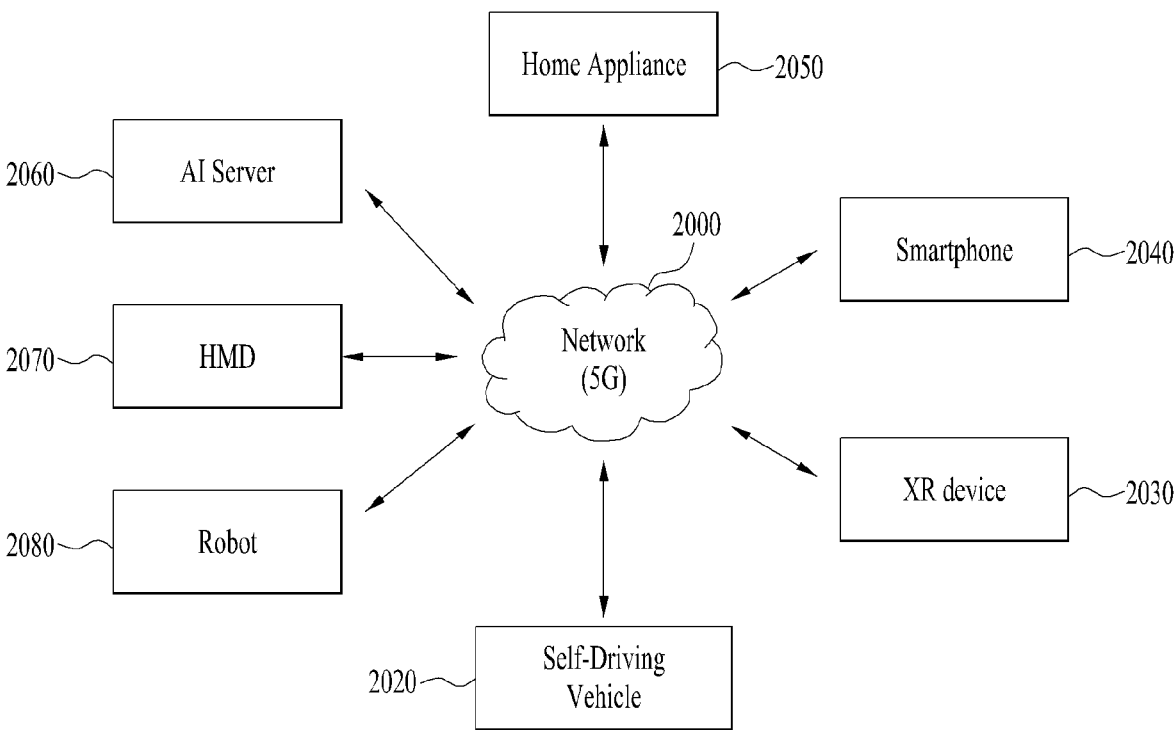 Home Appliance
2050
2060
AI Server
2000
Smartphone
2040
2070
HMD
Network
(5G)
XR device
2030
2080
Robot
2020
Self-Driving
Vehicle